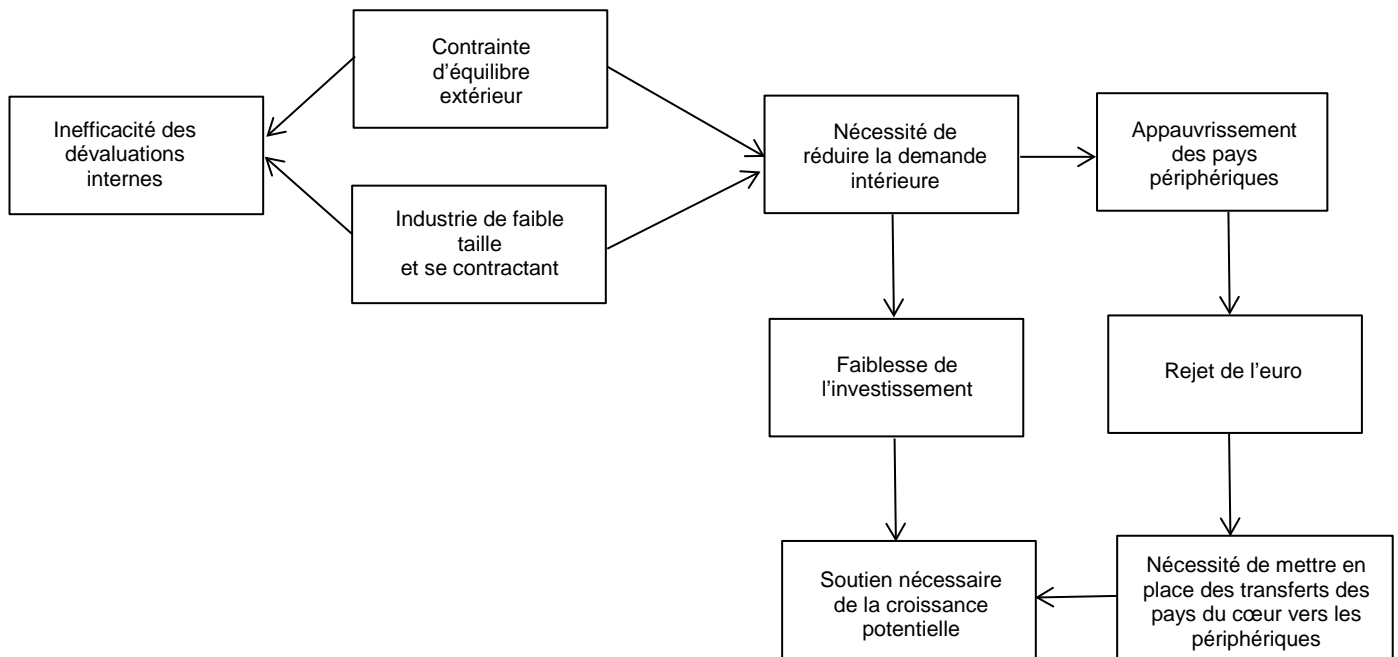 Contrainte
d’équilibre
extérieur
Inefficacité des
dévaluations
internes
Industrie de faible
taille
et se contractant
Nécessité de
réduire la demande
intérieure
Appauvrissement
des pays
périphériques
Faiblesse de
l’investissement
Rejet de l’euro
Soutien nécessaire
de la croissance
potentielle
Nécessité de mettre en
place des transferts des
pays du cœur vers les
périphériques